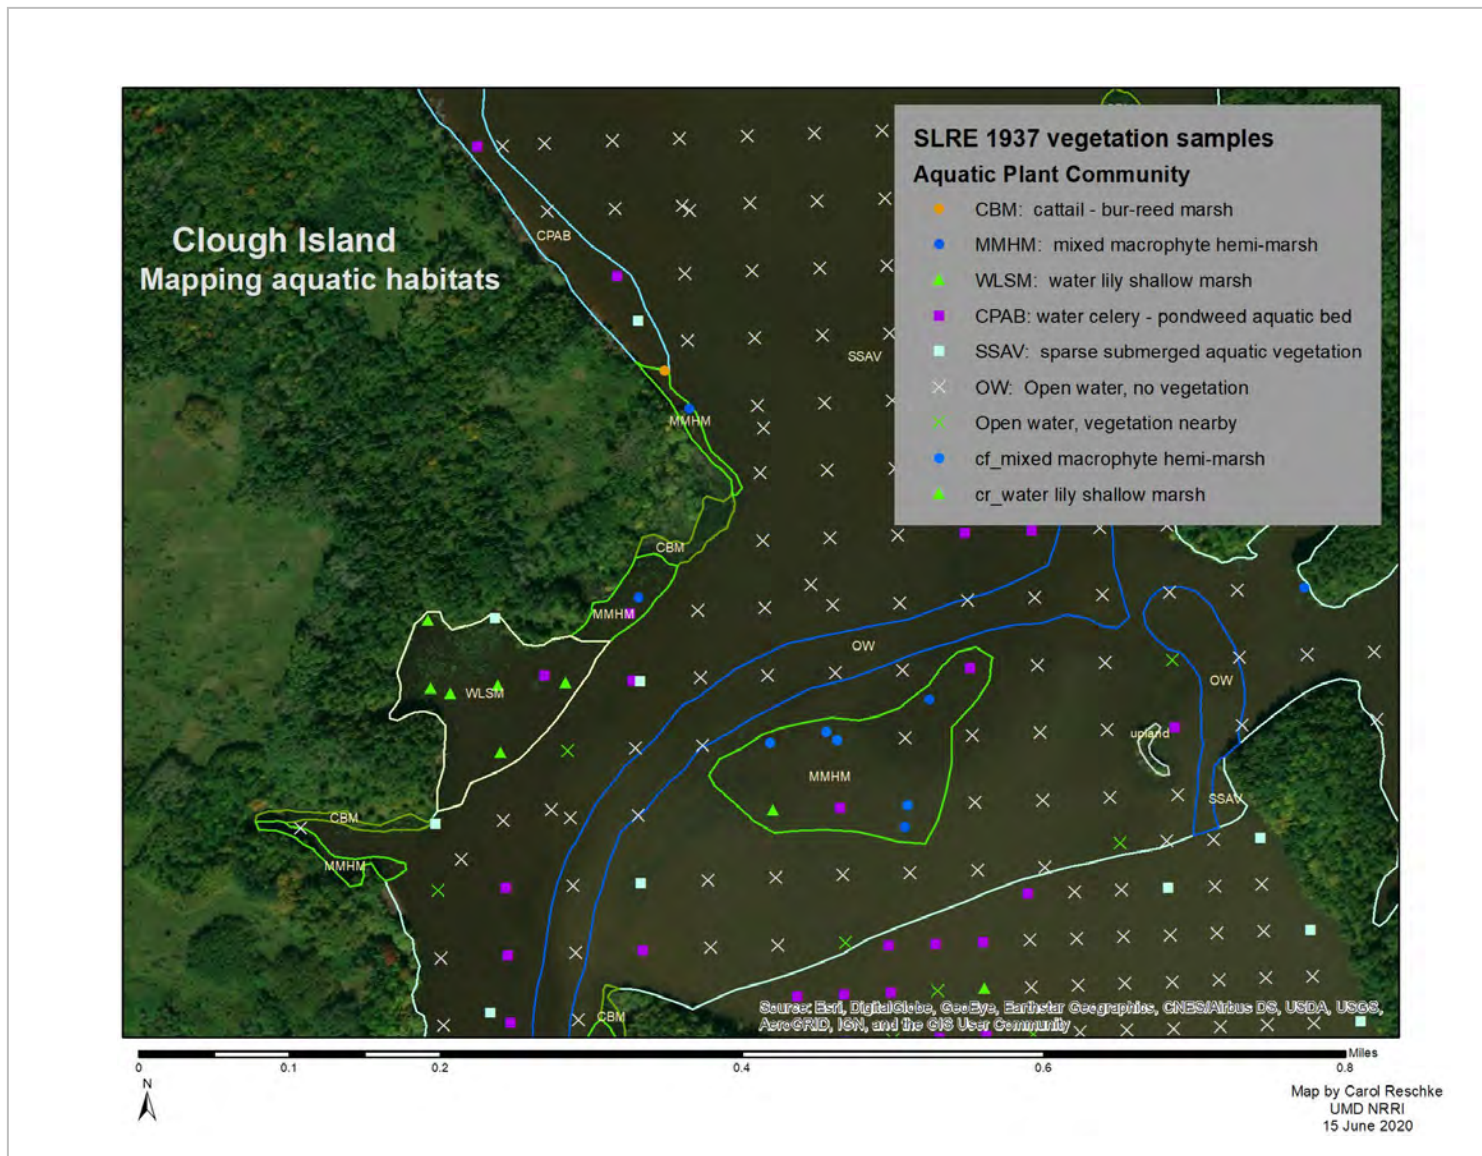 Clough Island
Mapping aquatic habitats
SLRE 1937 vegetation samples
Aquatic Plant Community
CBM: cattail - bur-reed marsh
MMHM: mixed macrophyte hemi-marsh
WLSM: water lily shallow marsh
CPAB: water celery - pondweed aquatic bed
SSAV: sparse submerged aquatic vegetation
OW: Open water, no vegetation
Open water, vegetation nearby
cf_mixed macrophyte hemi-marsh
cr_water lily shallow marsh
CPAB
SSAV
MMHM
CBM
MMHM
OW
OW
WLSM
upland
MMHM
SSAV
CBM
MMHM
CBM
Source: Esri, DigitalGlobe, GeoEye, Earthstar Geographics, CNES/Airbus DS, USDA, USGS,
AeroGRID, IGN, and the GIS User Community
0 0.1 0.2 0.4 0.6 0.8 Miles
N
Map by Carol Reschke
UMD NRRI
15 June 2020